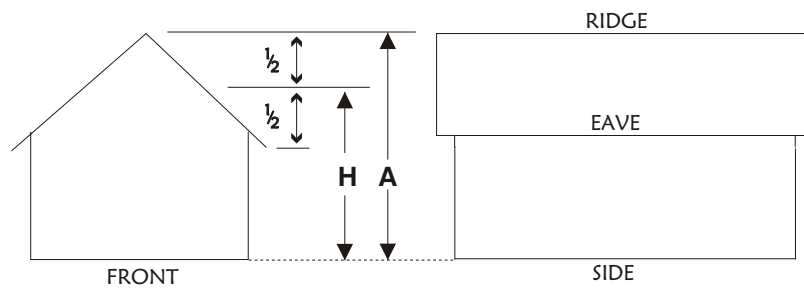 RIDGE
½
½
EAVE
H A
FRONT
SIDE